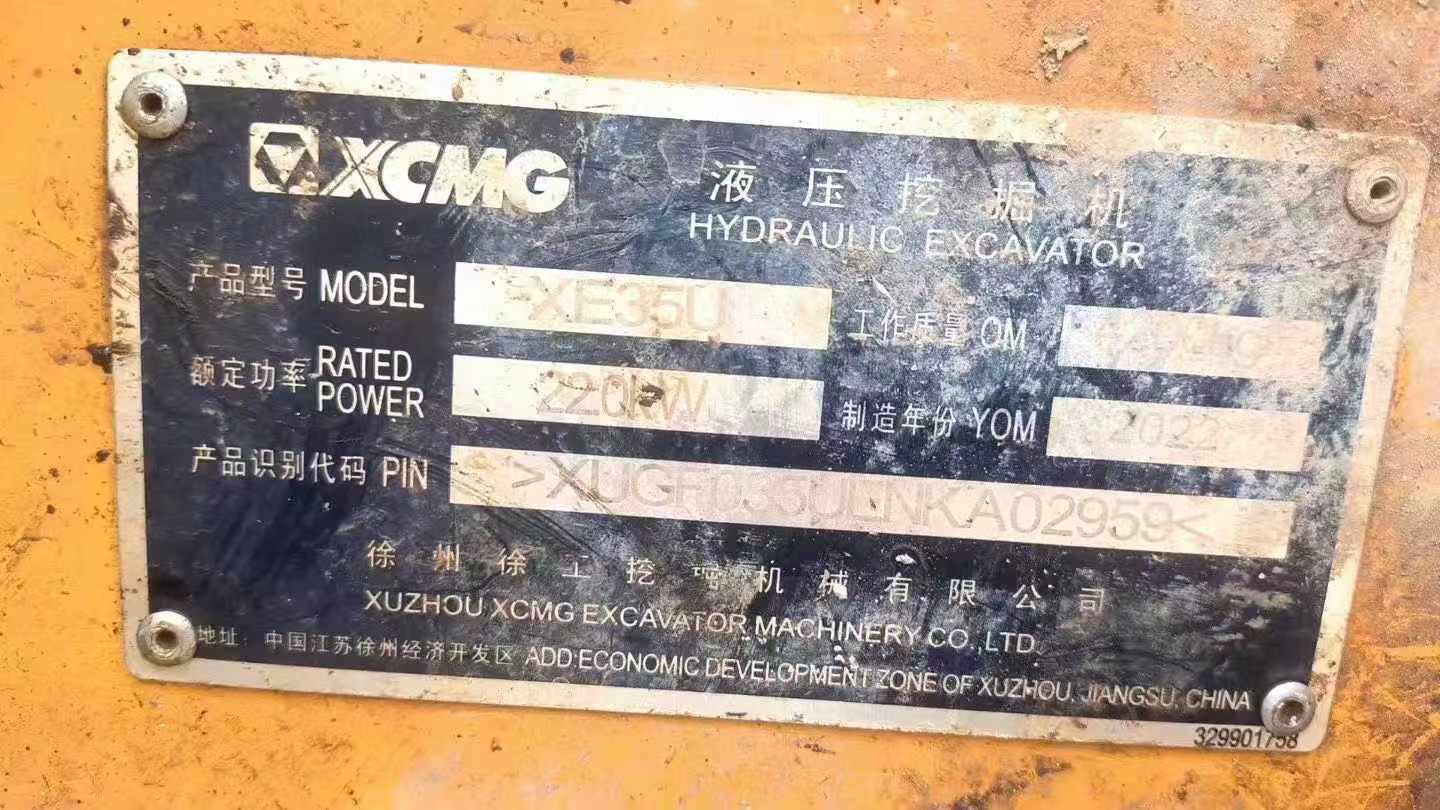 XCMG
液压挖掘机
HYDRAULIC EXCAVATOR
产品型号 MODEL XE35U
工作质量 OM
额定功率 RATED POWER 22.0KW
制造年份 YOM 2022
产品识别代码 PIN >XUGF035ULNKA02959<
徐州徐工挖掘机械有限公司
XUZHOU XCMG EXCAVATOR MACHINERY CO.,LTD.
地址:中国江苏徐州经济开发区 ADD:ECONOMIC DEVELOPMENT ZONE OF XUZHOU, JIANGSU, CHINA
329901758